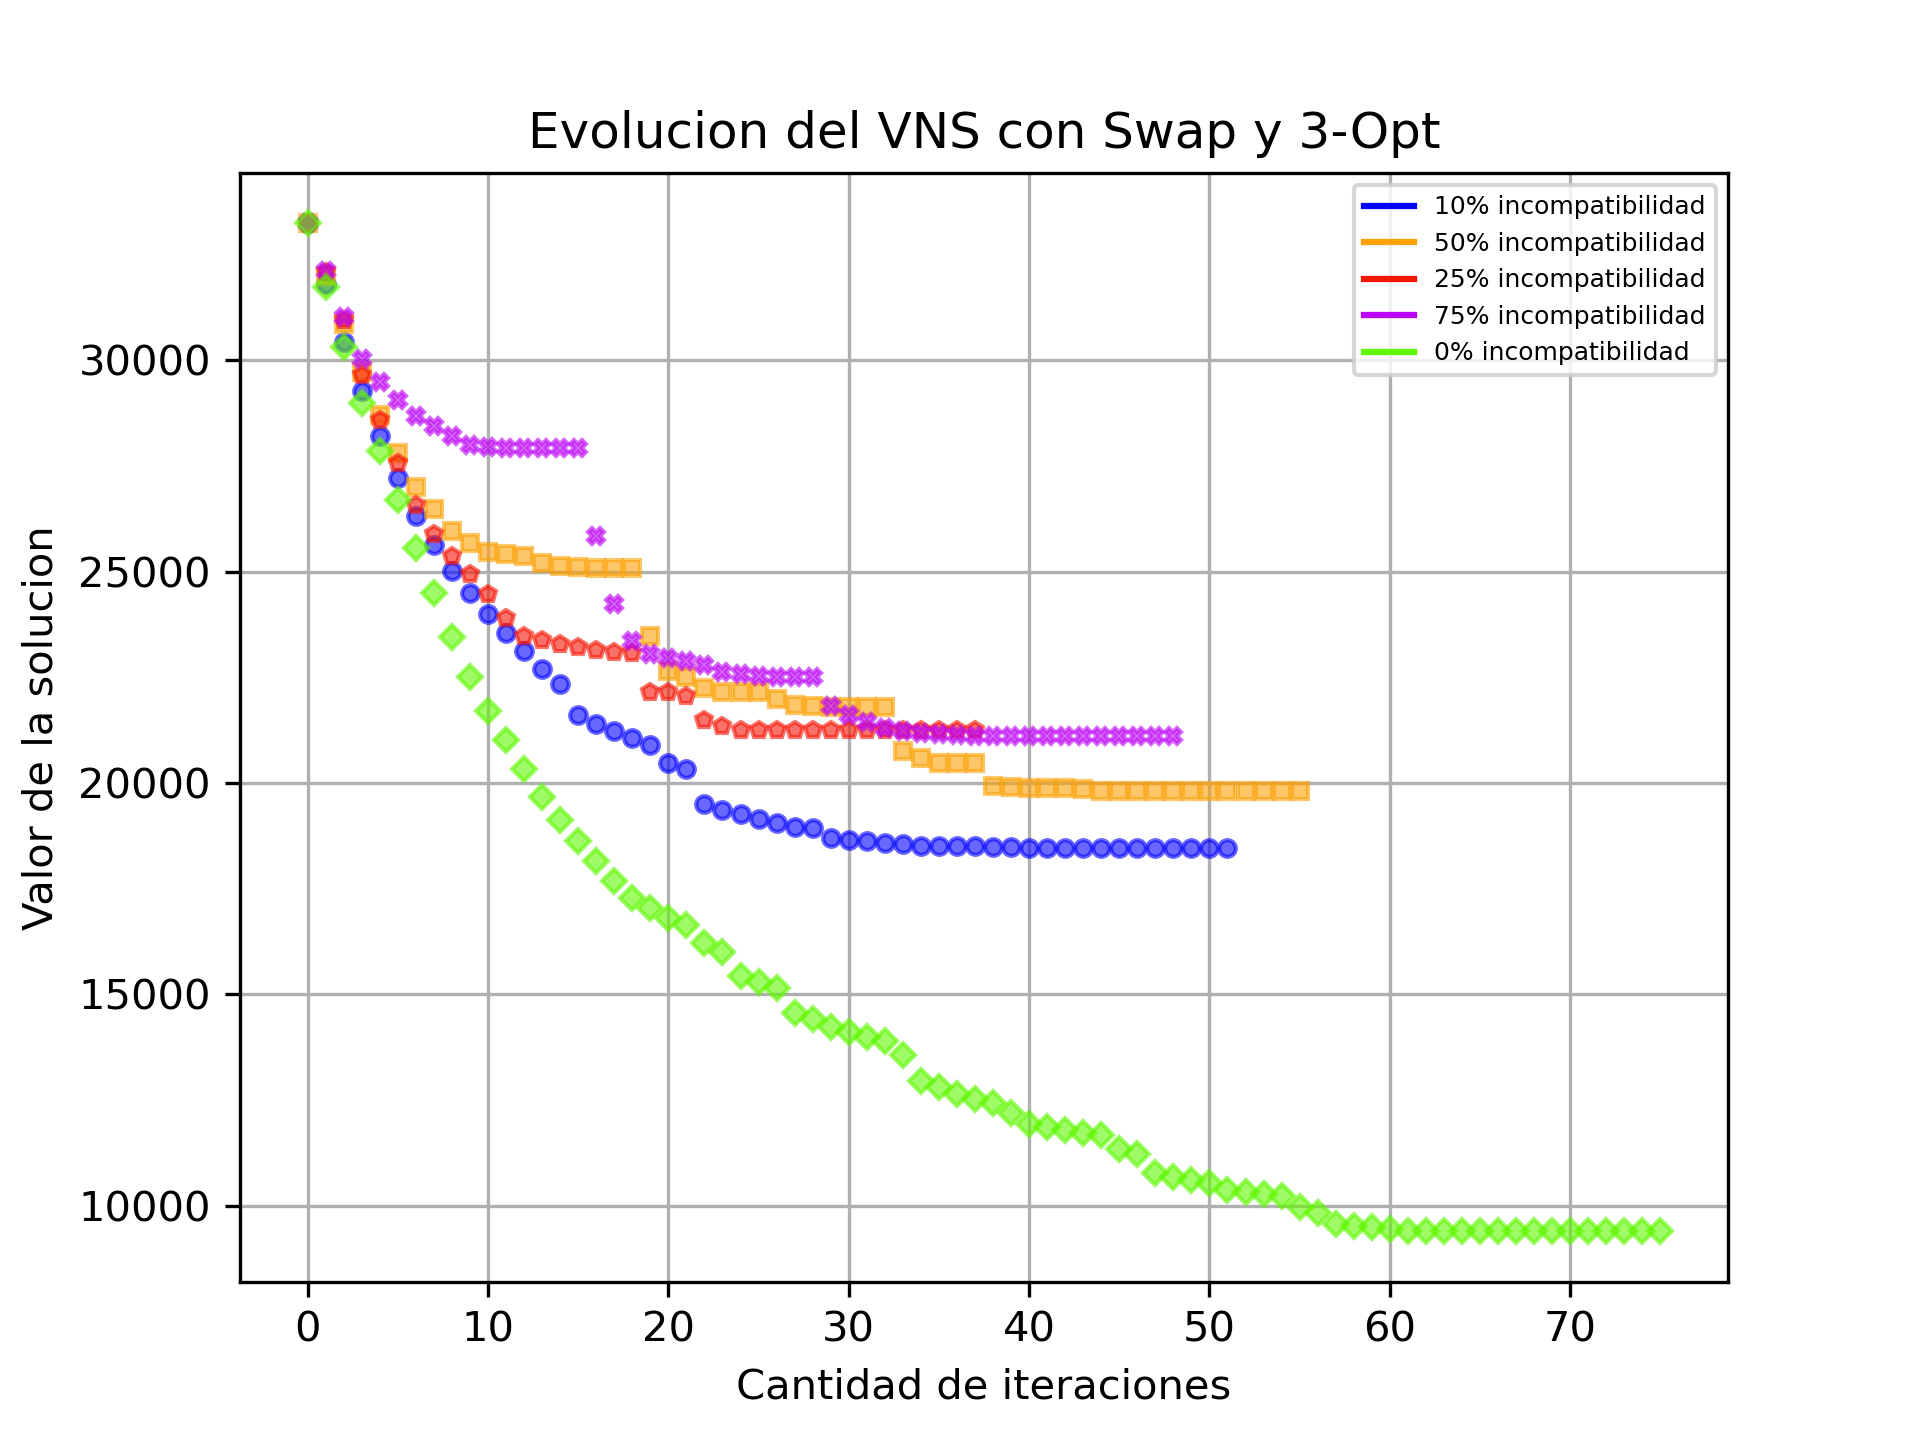 Evolucion del VNS con Swap y 3-Opt
10% incompatibilidad
50% incompatibilidad
25% incompatibilidad
75% incompatibilidad
0% incompatibilidad
Valor de la solucion
30000
25000
20000
15000
10000
0 10 20 30 40 50 60 70
Cantidad de iteraciones